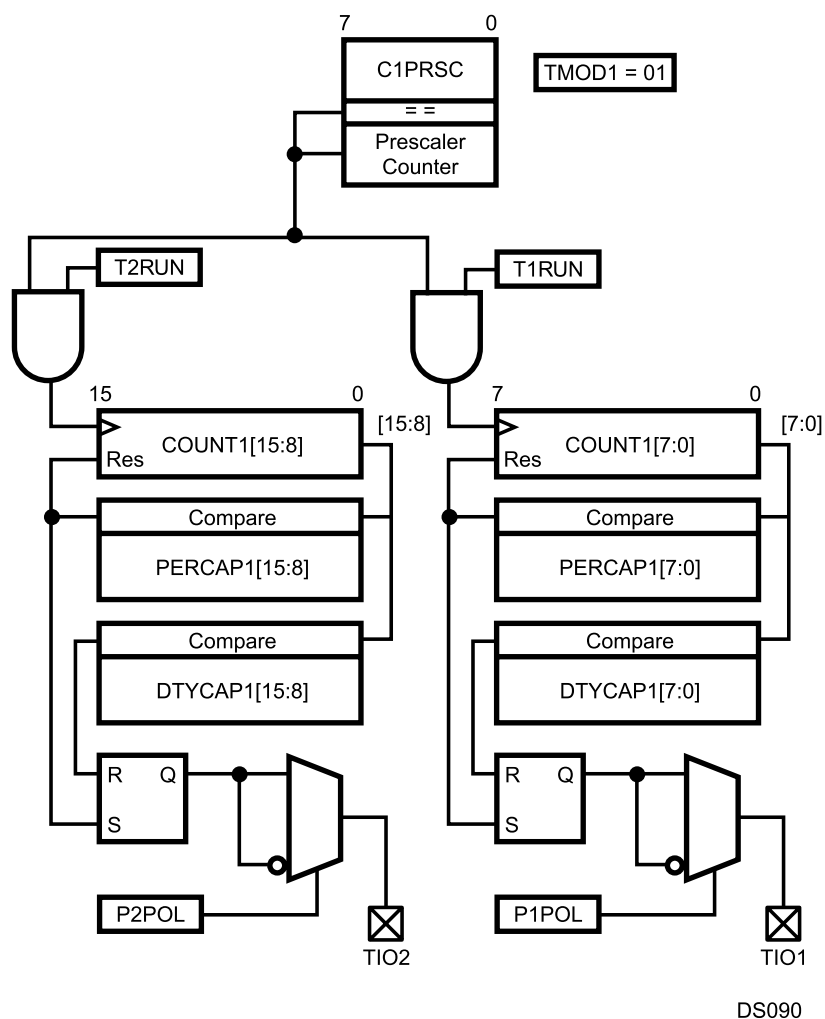 7 0
C1PRSC
TMOD1 = 01
= =
Prescaler
Counter
T2RUN
T1RUN
15 0
[15:8]
7 0
[7:0]
COUNT1[15:8]
Res
COUNT1[7:0]
Res
Compare
Compare
PERCAP1[15:8]
PERCAP1[7:0]
Compare
Compare
DTYCAP1[15:8]
DTYCAP1[7:0]
R Q
S
R Q
S
P2POL
P1POL
TIO2
TIO1
DS090